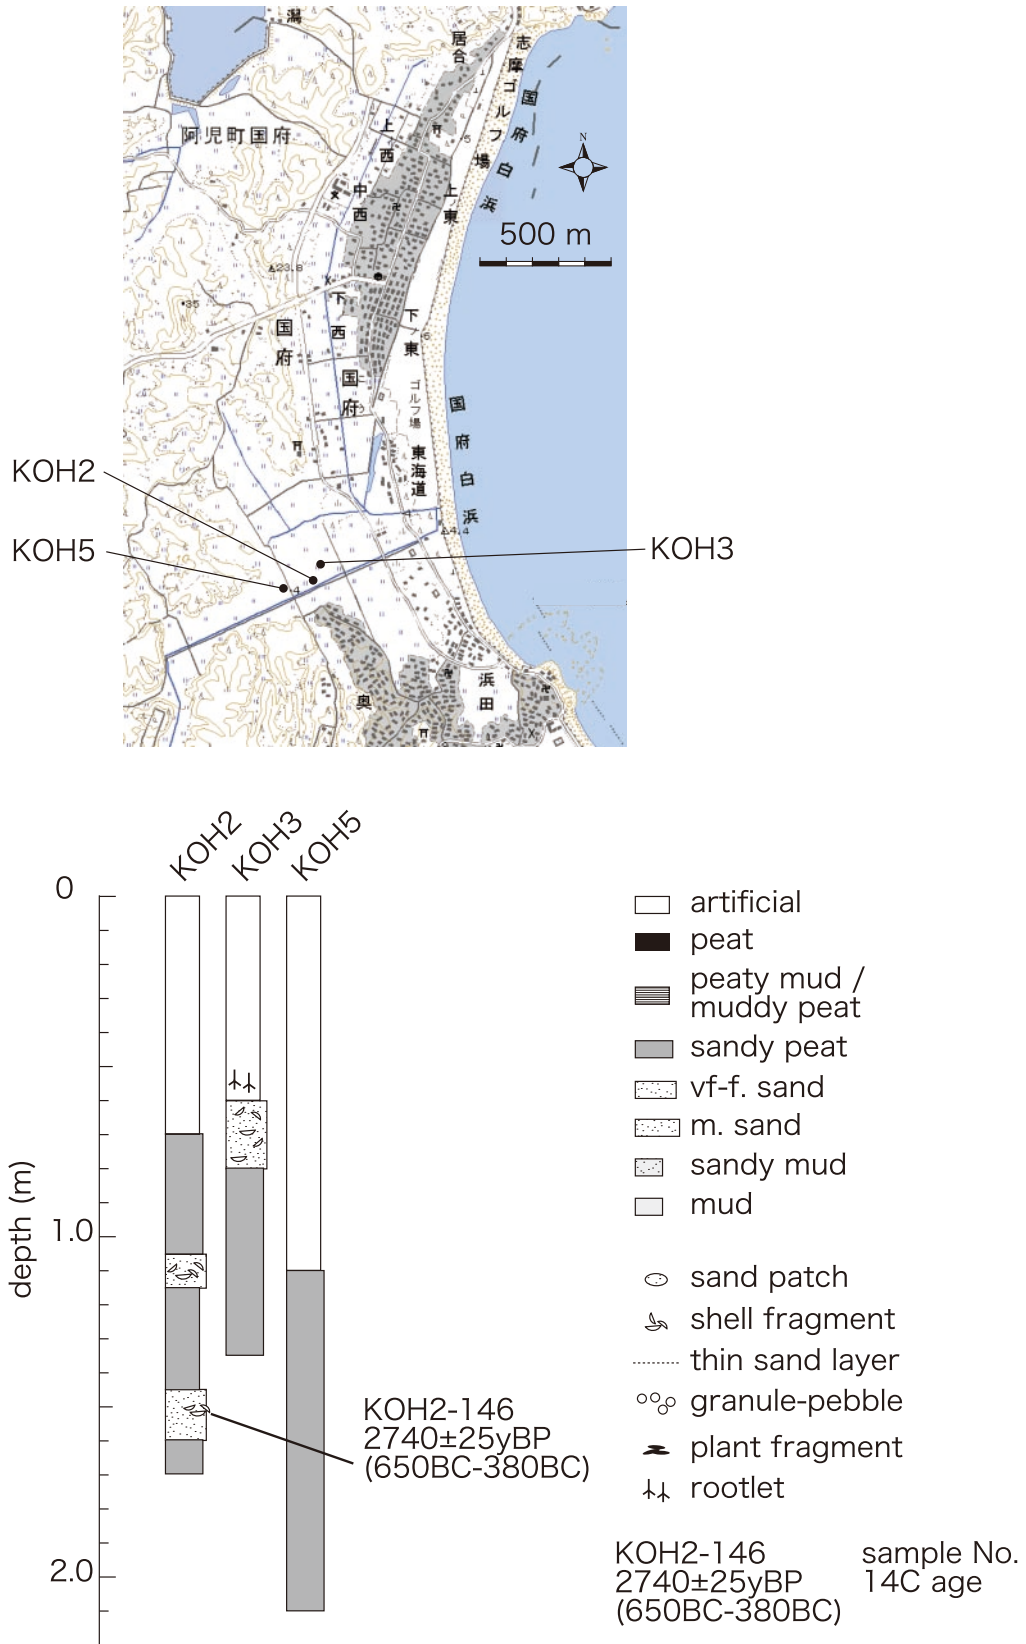 潟
居合
志摩ゴルフ場
国府白浜
阿児町国府
上西
中西
上東
N
500 m
23.8
35
下西
国府
下東
国府
ゴルフ場
国府白浜
東海道
4.4
KOH2
KOH5
KOH3
4
浜田
奥
KOH2
KOH3
KOH5
0
1.0
2.0
depth (m)
KOH2-146
2740±25yBP
(650BC-380BC)
artificial
peat
peaty mud /
muddy peat
sandy peat
vf-f. sand
m. sand
sandy mud
mud
sand patch
shell fragment
thin sand layer
granule-pebble
plant fragment
rootlet
KOH2-146 sample No.
2740±25yBP 14C age
(650BC-380BC)